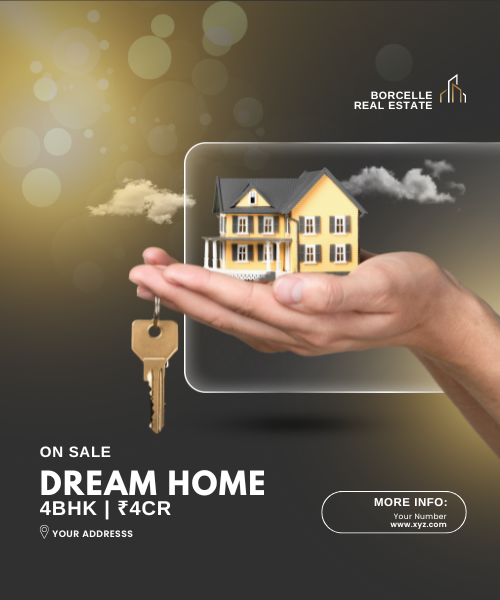 BORCELLE
REAL ESTATE
ON SALE
DREAM HOME
4BHK | ₹4CR
YOUR ADDRESSS
MORE INFO:
Your Number
www.xyz.com